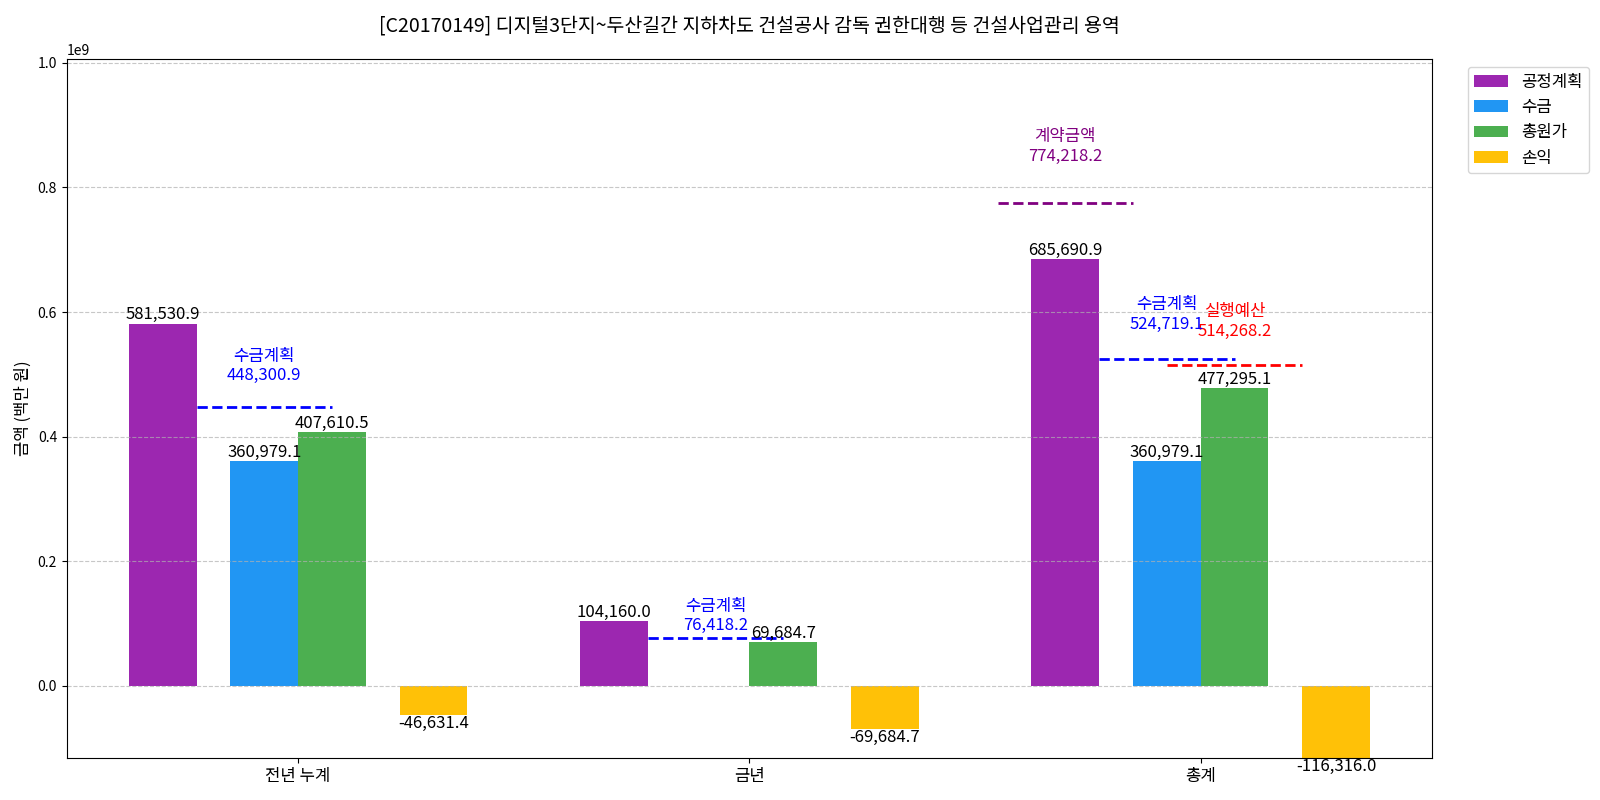 [C20170149] 디지털3단지~두산길간 지하차도 건설공사 감독 권한대행 등 건설사업관리 용역
1e9
1.0
0.8
0.6
0.4
0.2
0.0
금액 (백만 원)
581,530.9
수금계획
448,300.9
360,979.1
407,610.5
-46,631.4
104,160.0
수금계획
76,418.2
69,684.7
-69,684.7
계약금액
774,218.2
685,690.9
수금계획
524,719.1
실행예산
514,268.2
360,979.1
477,295.1
-116,316.0
전년 누계
금년
총계
공정계획
수금
총원가
손익